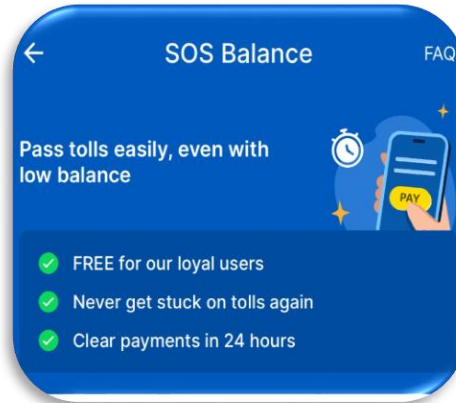 SOS Balance
FAQ
Pass tolls easily, even with
low balance
PAY
FREE for our loyal users
Never get stuck on tolls again
Clear payments in 24 hours